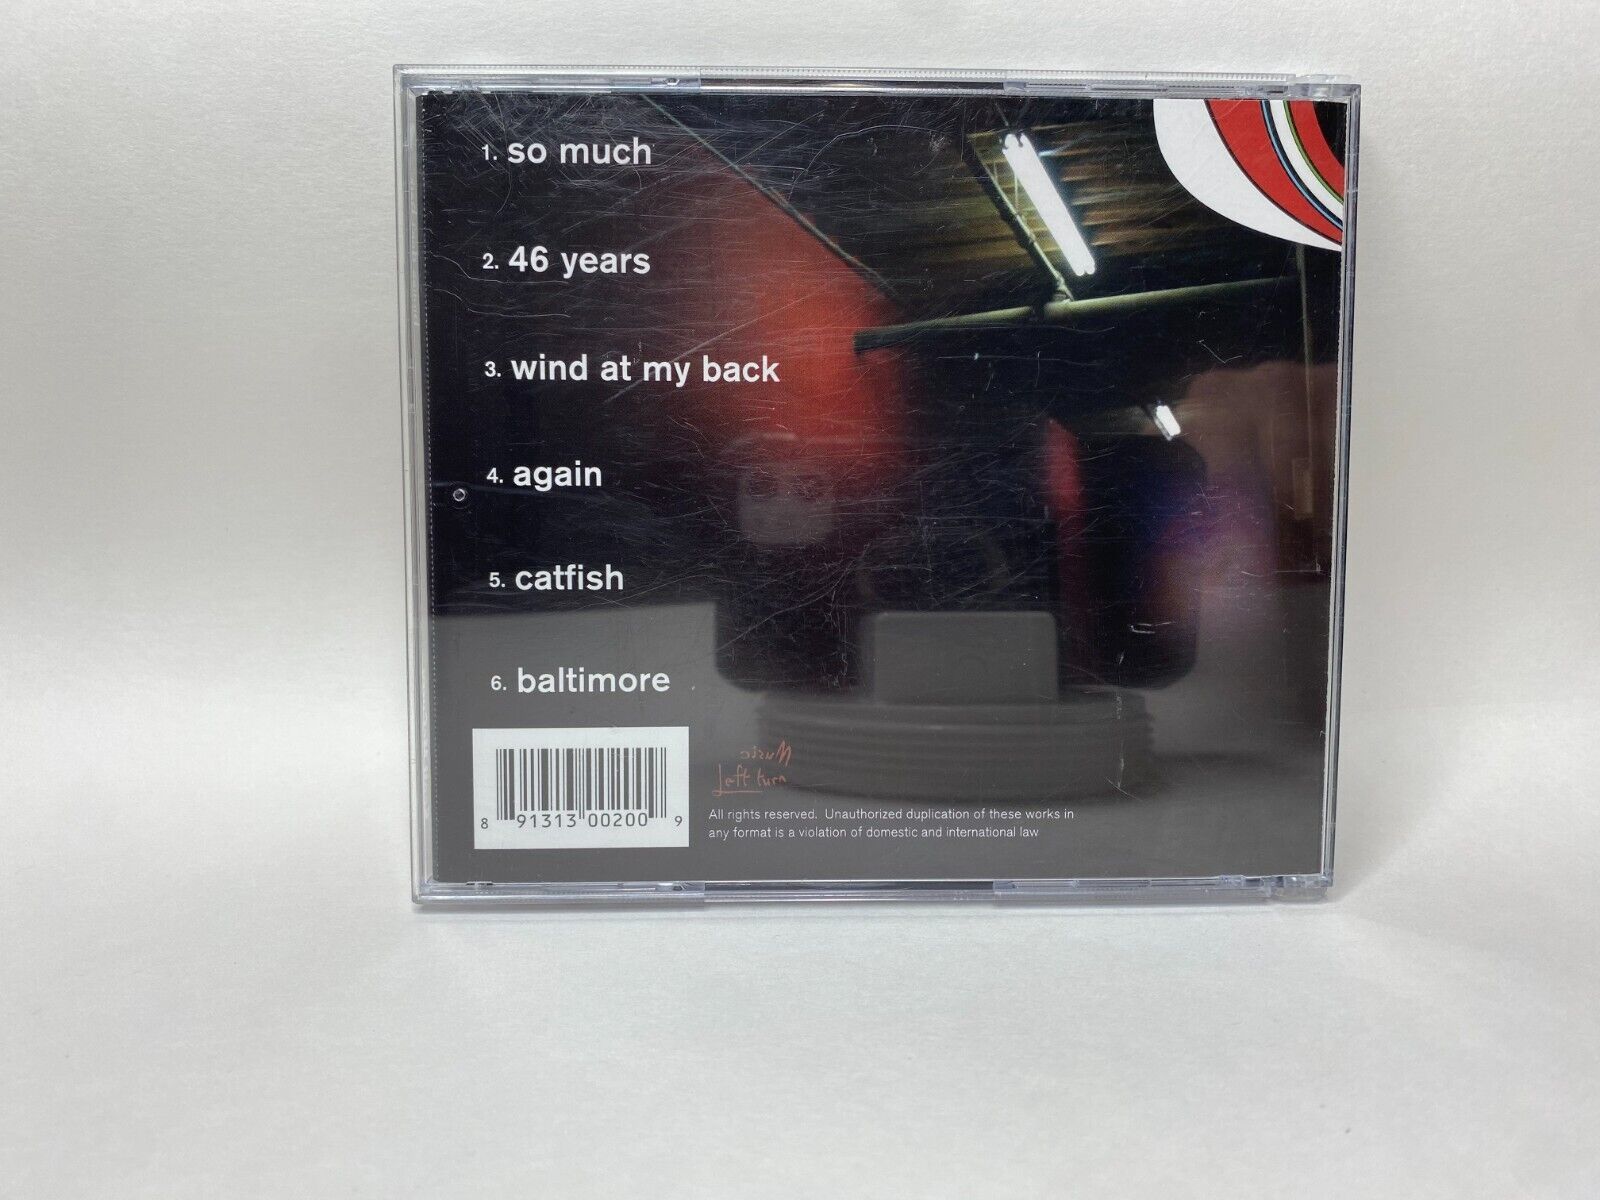 1. so much
2. 46 years
3. wind at my back
4. again
5. catfish
6. baltimore
Music
Left turn
8 91313 00200 9
All rights reserved. Unauthorized duplication of these works in
any format is a violation of domestic and international law